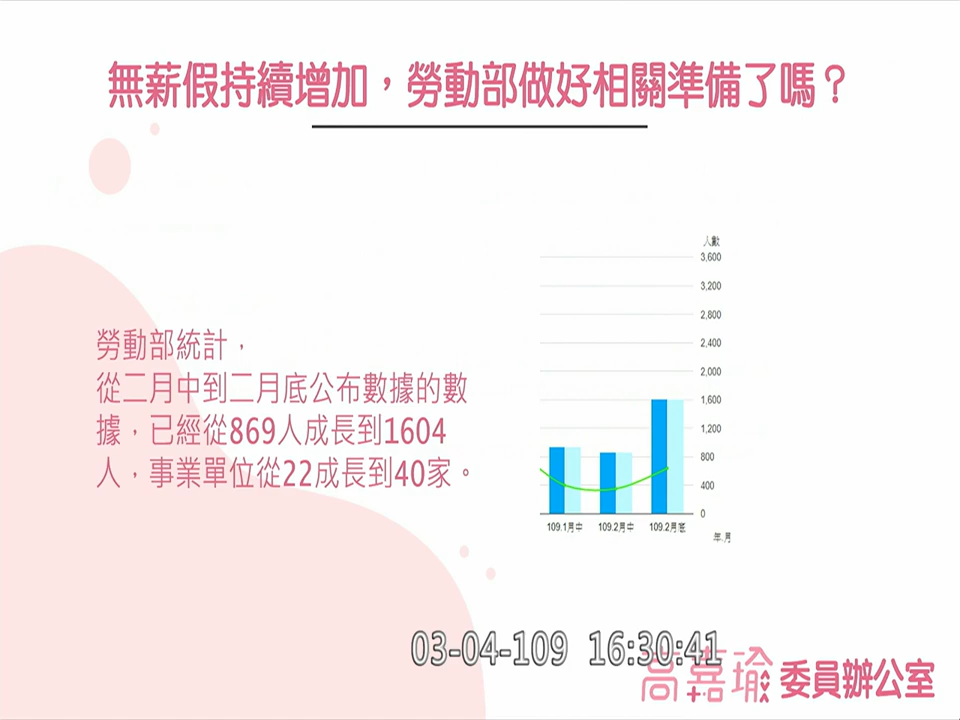 無薪假持續增加，勞動部做好相關準備了嗎？
勞動部統計，
從二月中到二月底公布數據的數
據，已經從869人成長到1604
人，事業單位從22成長到40家。
人數
3,600
3,200
2,800
2,400
2,000
1,600
1,200
800
400
0
109.1月中 109.2月中 109.2月底
年.月
03-04-109 16:30:41
高嘉瑜 委員辦公室